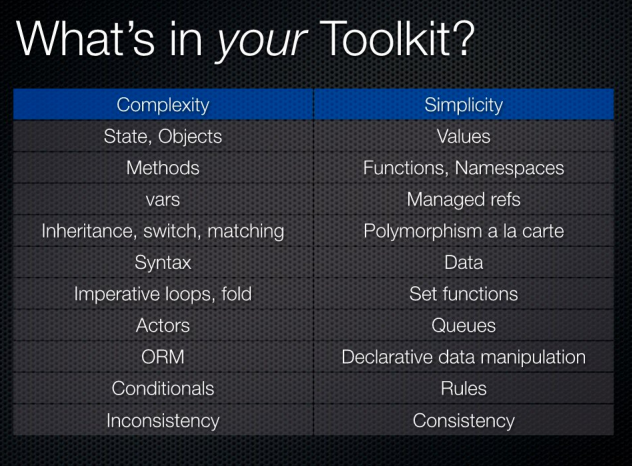 What's in your Toolkit?
Complexity Simplicity
State, Objects Values
Methods Functions, Namespaces
vars Managed refs
Inheritance, switch, matching Polymorphism a la carte
Syntax Data
Imperative loops, fold Set functions
Actors Queues
ORM Declarative data manipulation
Conditionals Rules
Inconsistency Consistency